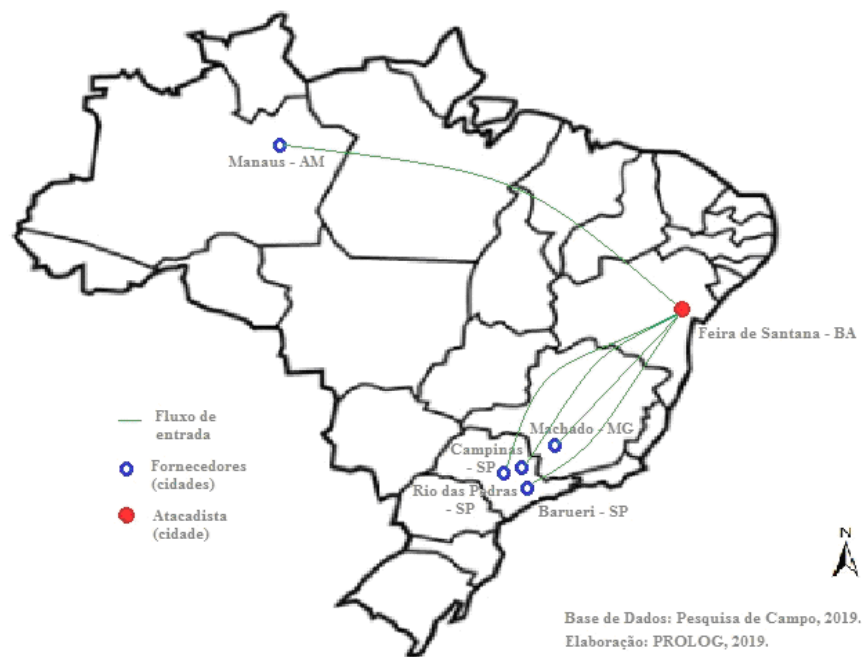 Manaus - AM
Feira de Santana - BA
Machado - MG
Campinas
- SP
Rio das Pedras
- SP
Barueri - SP
Fluxo de
entrada
Fornecedores
(cidades)
Atacadista
(cidade)
N
Base de Dados: Pesquisa de Campo, 2019.
Elaboração: PROLOG, 2019.